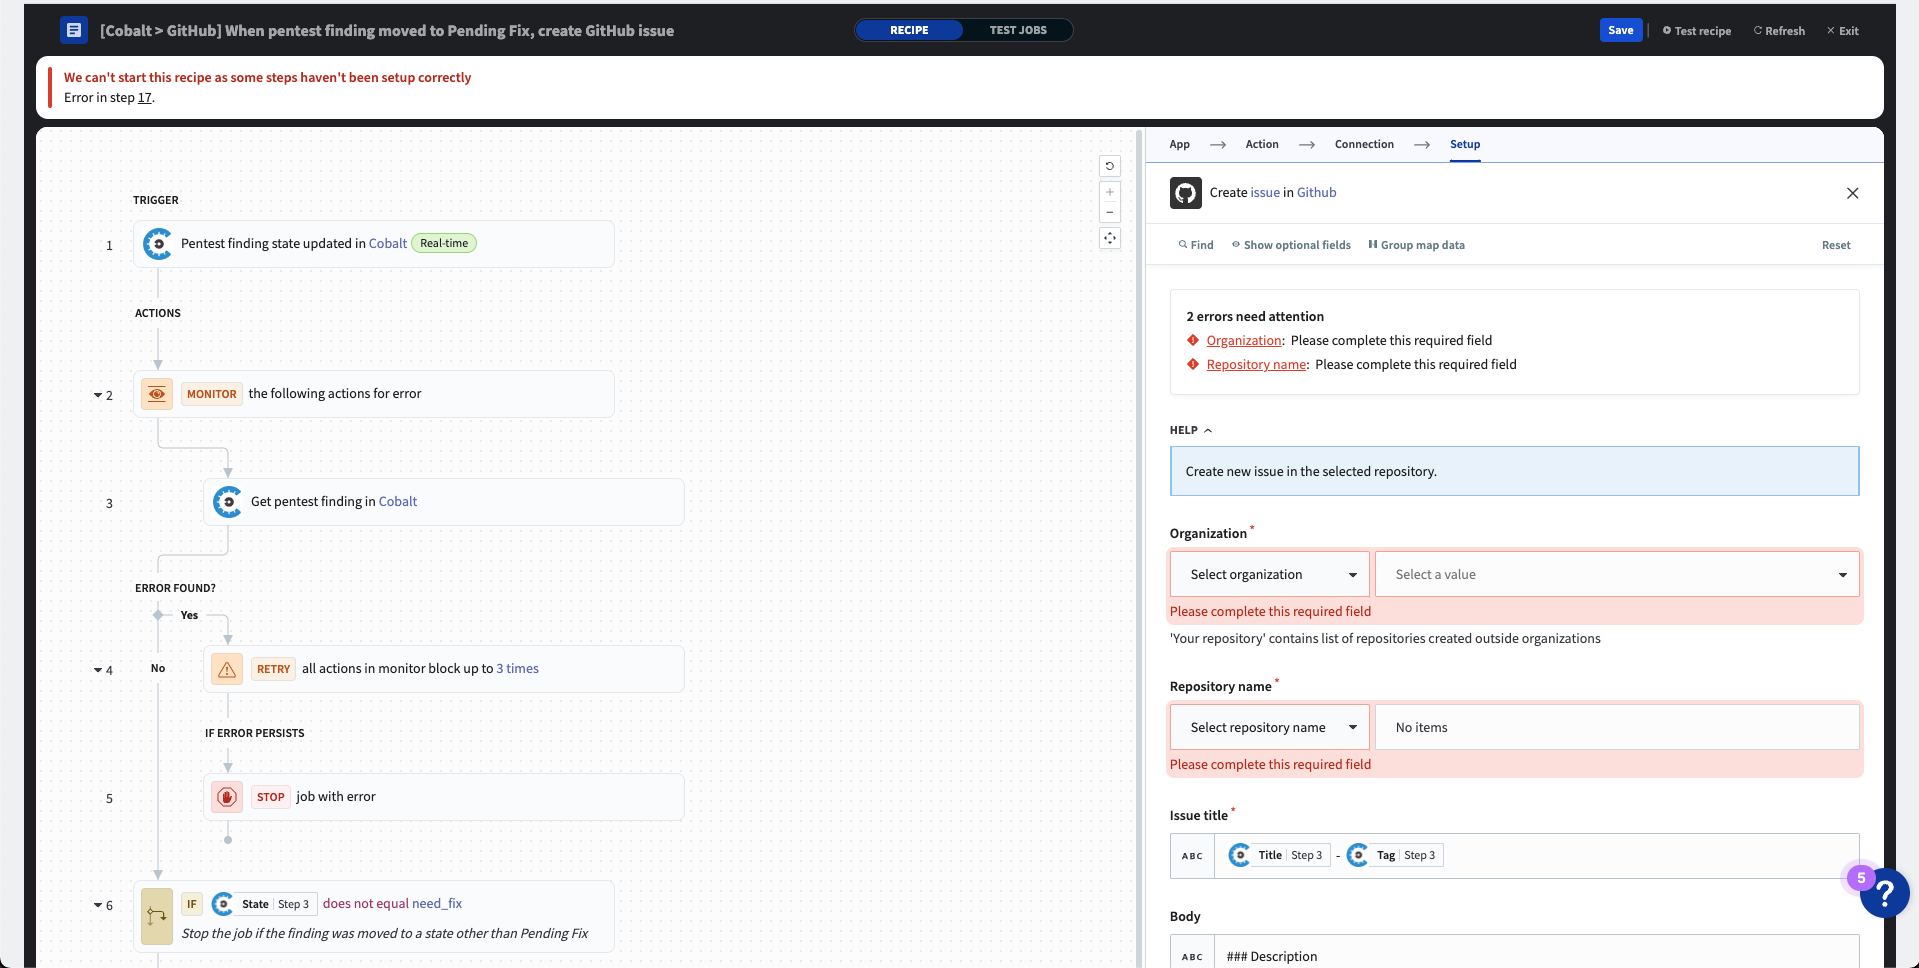 [Cobalt > GitHub] When pentest finding moved to Pending Fix, create GitHub issue
RECIPE
TEST JOBS
Save
Test recipe
Refresh
Exit
We can't start this recipe as some steps haven't been setup correctly
Error in step 17.
TRIGGER
1
Pentest finding state updated in Cobalt Real-time
ACTIONS
2
MONITOR the following actions for error
3
Get pentest finding in Cobalt
ERROR FOUND?
Yes
No
4
RETRY all actions in monitor block up to 3 times
IF ERROR PERSISTS
5
STOP job with error
6
IF State Step 3 does not equal need_fix
Stop the job if the finding was moved to a state other than Pending Fix
App
Action
Connection
Setup
Create issue in Github
Find
Show optional fields
Group map data
Reset
2 errors need attention
Organization: Please complete this required field
Repository name: Please complete this required field
HELP
Create new issue in the selected repository.
Organization *
Select organization
Select a value
Please complete this required field
'Your repository' contains list of repositories created outside organizations
Repository name *
Select repository name
No items
Please complete this required field
Issue title *
ABC
Title Step 3 - Tag Step 3
5
?
Body
ABC
### Description